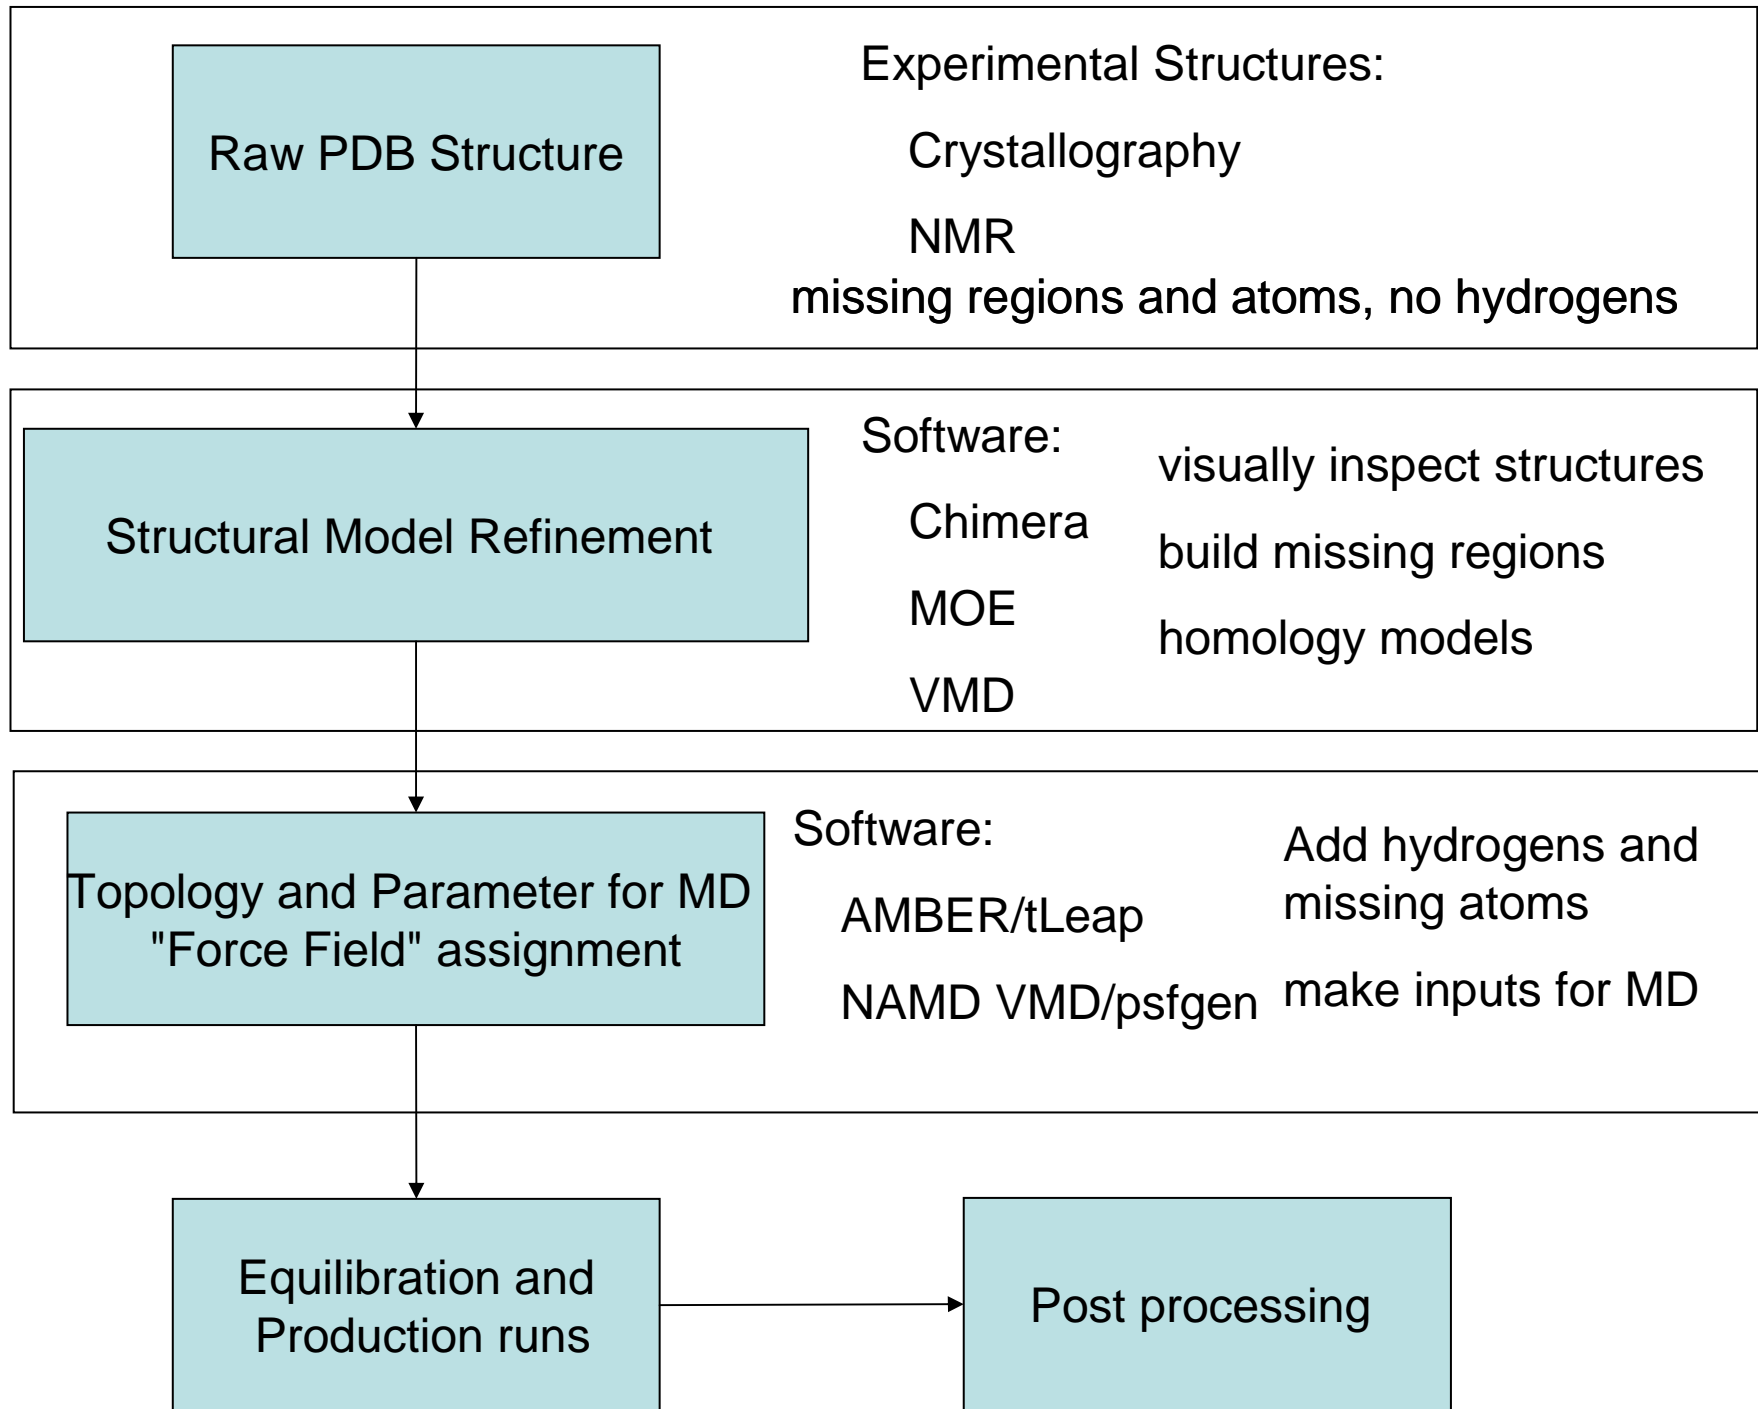 Raw PDB Structure
Experimental Structures:
Crystallography
NMR
missing regions and atoms, no hydrogens
Structural Model Refinement
Software:
Chimera
MOE
VMD
visually inspect structures
build missing regions
homology models
Topology and Parameter for MD
"Force Field" assignment
Software:
AMBER/tLeap
NAMD VMD/psfgen
Add hydrogens and
missing atoms
make inputs for MD
Equilibration and
Production runs
Post processing